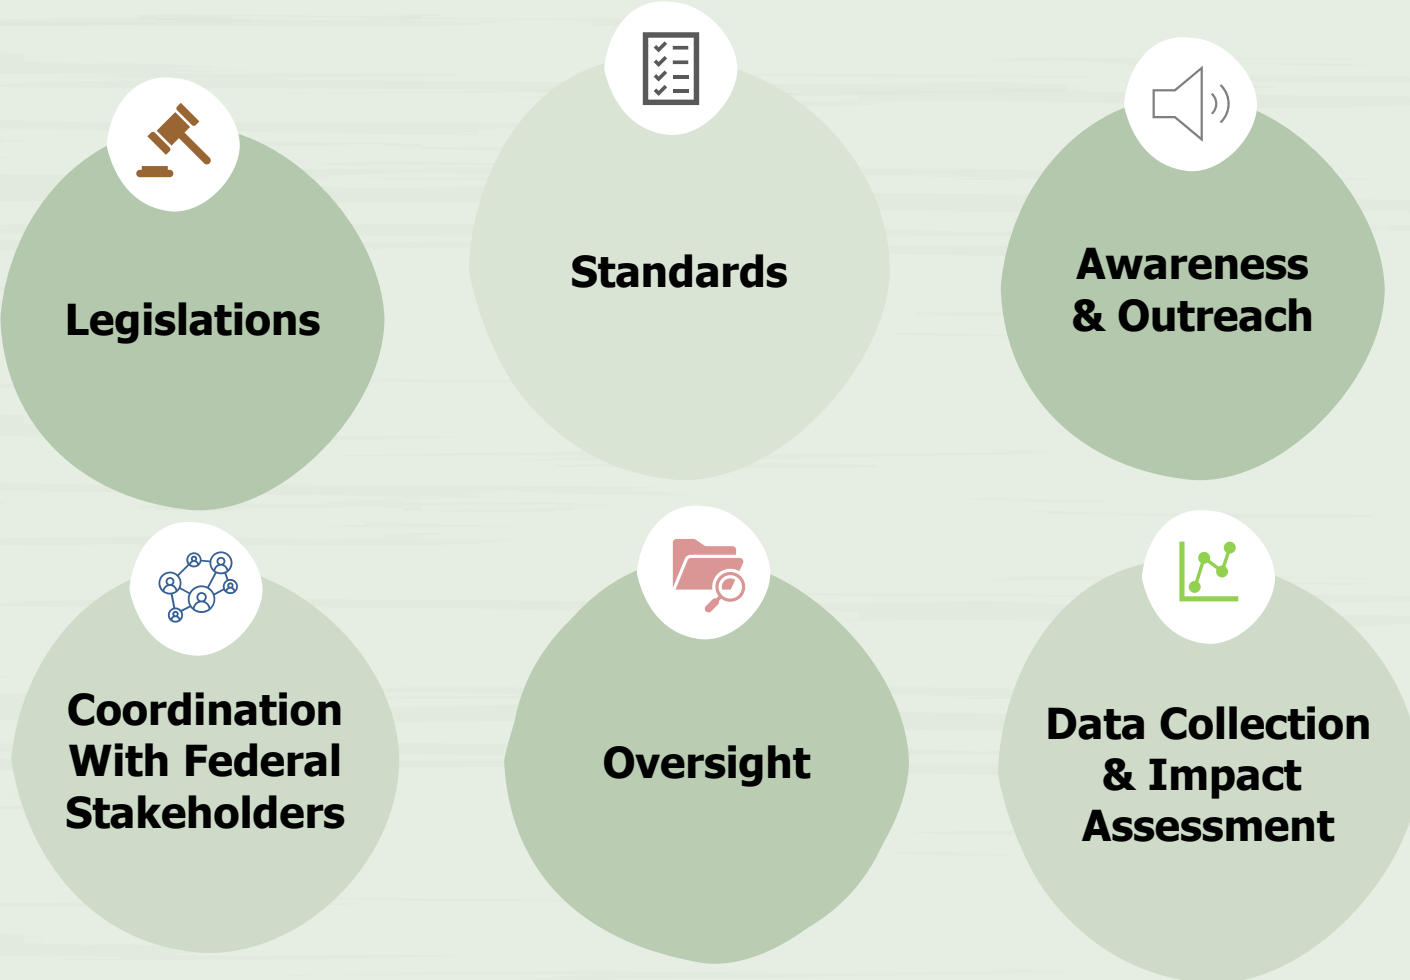 Legislations
Standards
Awareness
& Outreach
Coordination
With Federal
Stakeholders
Oversight
Data Collection
& Impact
Assessment